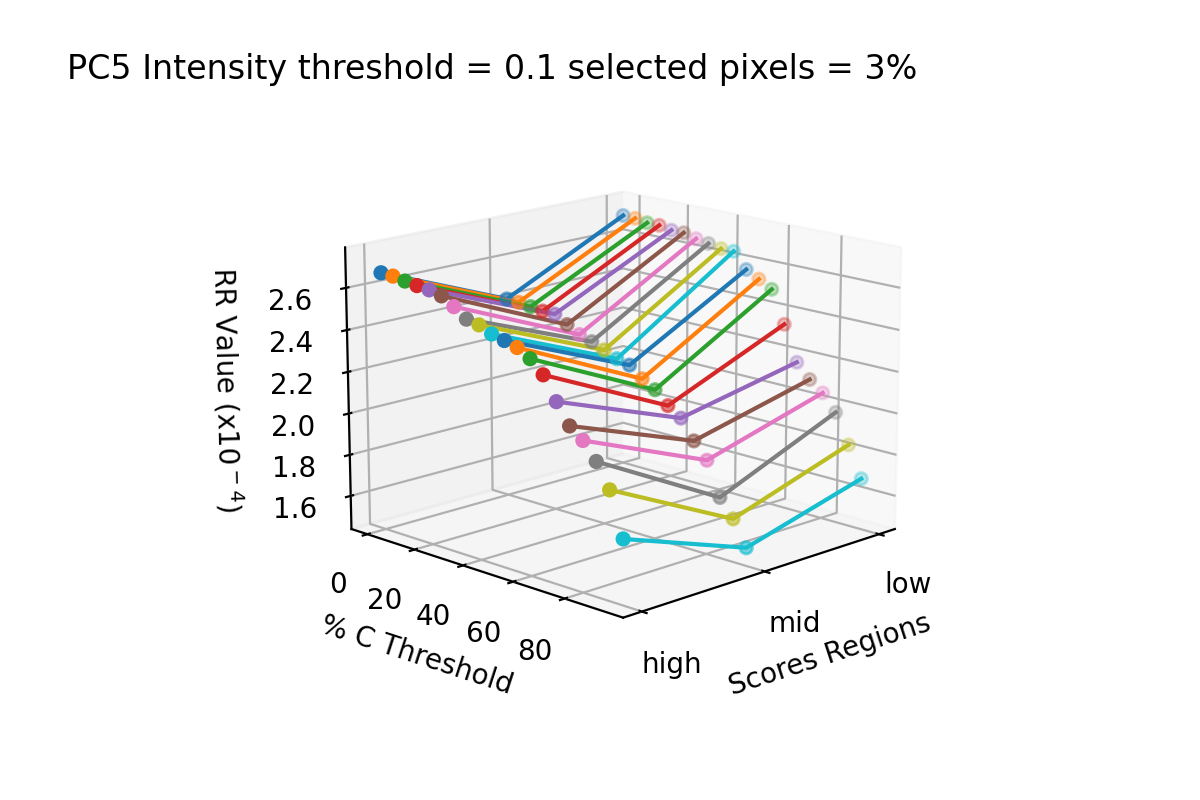 PC5 Intensity threshold = 0.1 selected pixels = 3%
RR Value (x10⁻⁴)
2.6
2.4
2.2
2.0
1.8
1.6
0
20
40
60
80
% C Threshold
high
mid
low
Scores Regions